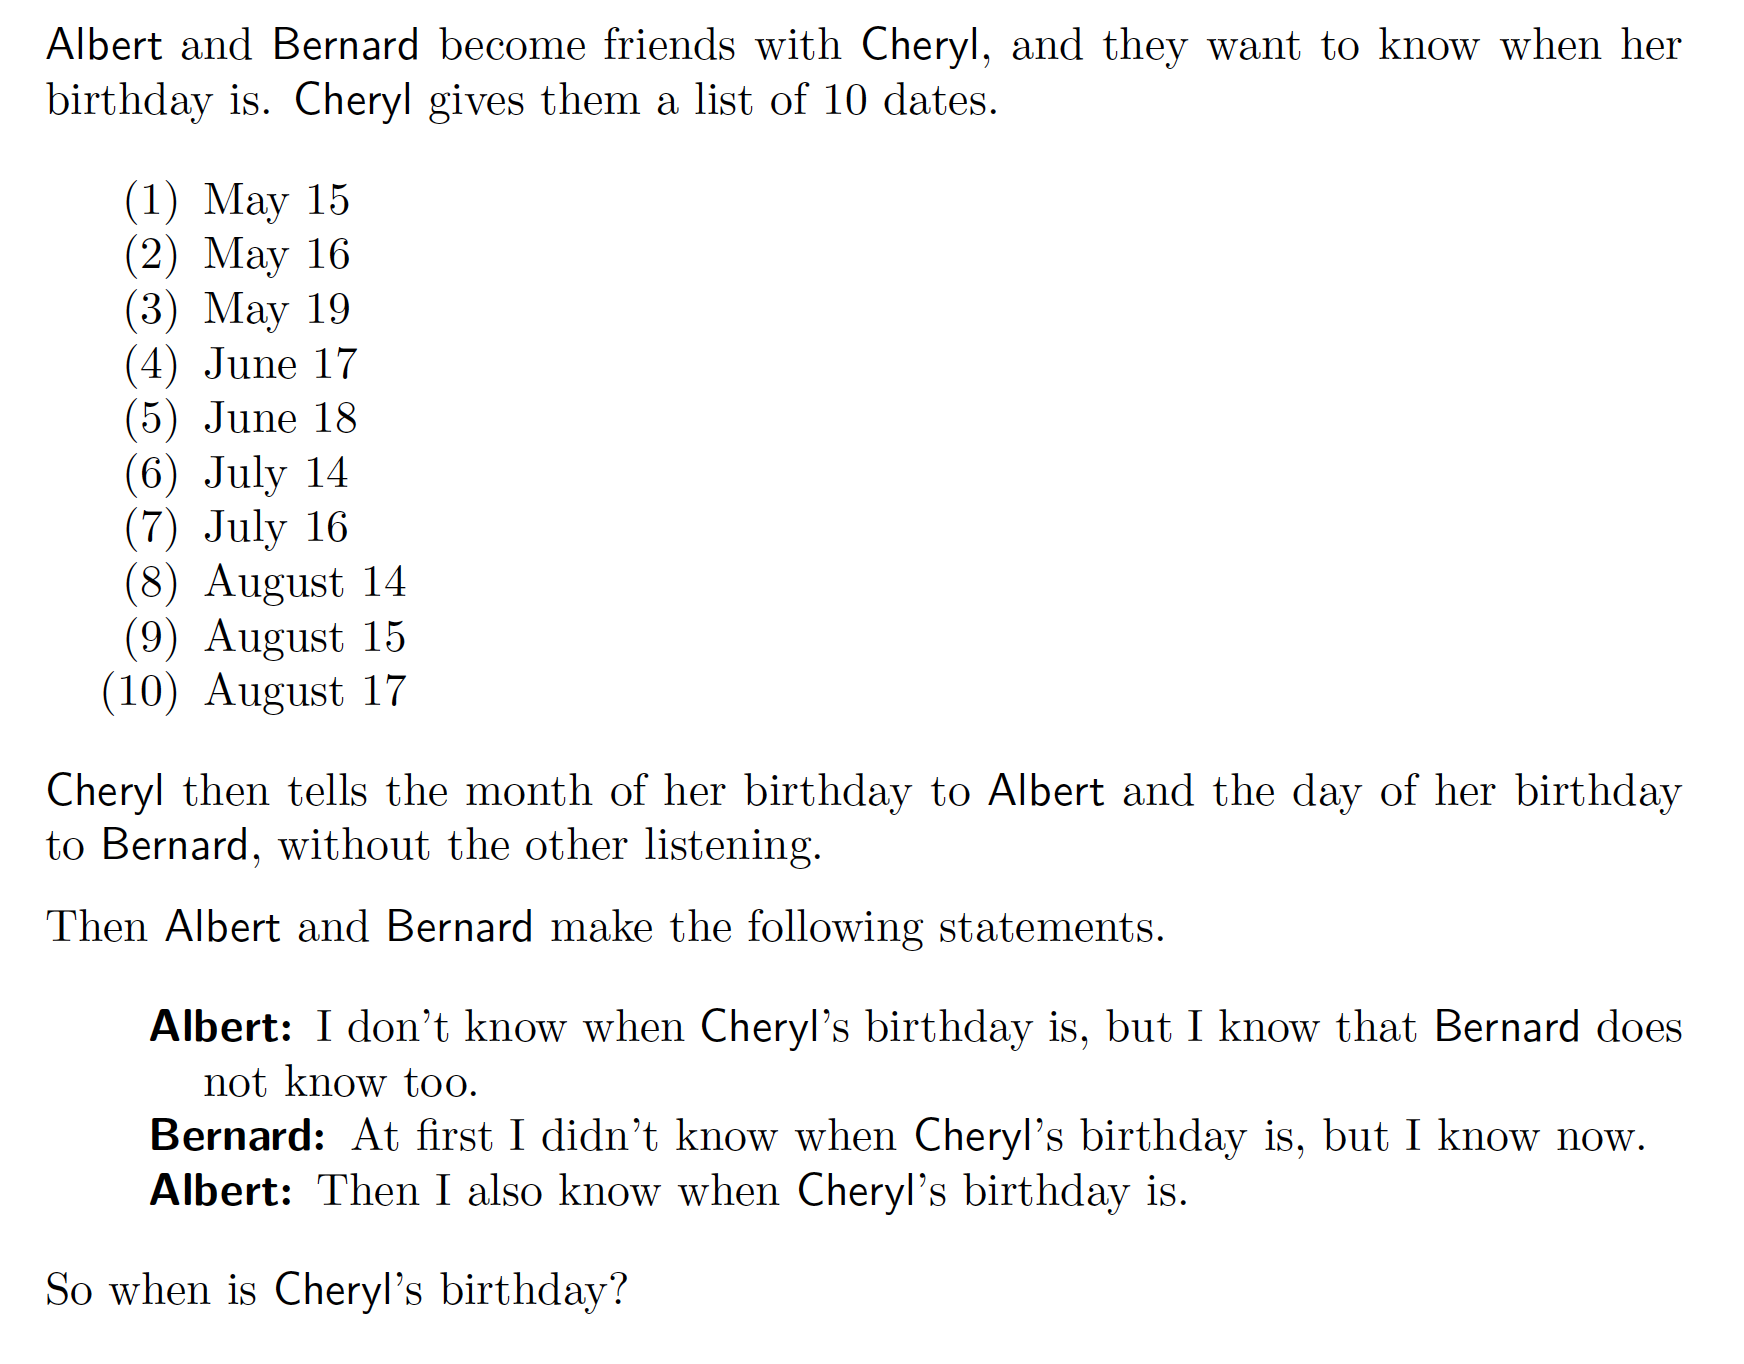 Albert and Bernard become friends with Cheryl, and they want to know when her
birthday is. Cheryl gives them a list of 10 dates.
(1) May 15
(2) May 16
(3) May 19
(4) June 17
(5) June 18
(6) July 14
(7) July 16
(8) August 14
(9) August 15
(10) August 17
Cheryl then tells the month of her birthday to Albert and the day of her birthday
to Bernard, without the other listening.
Then Albert and Bernard make the following statements.
Albert: I don't know when Cheryl's birthday is, but I know that Bernard does
not know too.
Bernard: At first I didn't know when Cheryl's birthday is, but I know now.
Albert: Then I also know when Cheryl's birthday is.
So when is Cheryl's birthday?